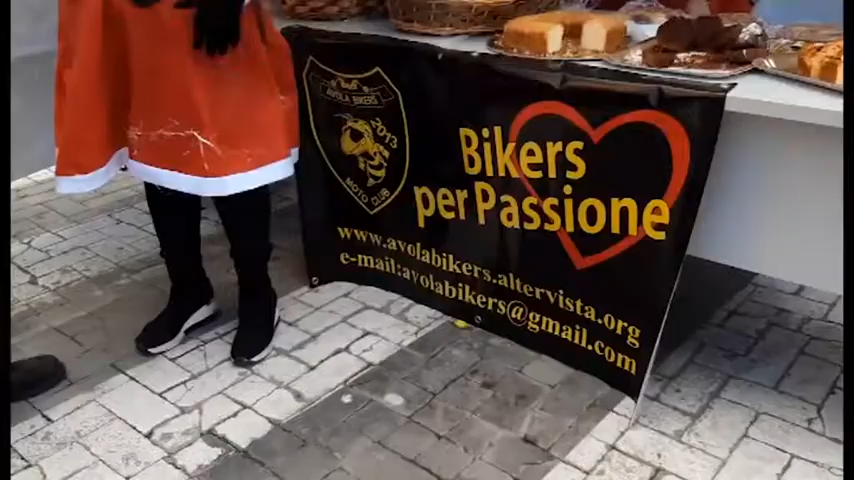 AVOLA BIKERS
2013
MOTO CLUB
Bikers
per Passione
www.avolabikers.altervista.org
e-mail:avolabikers@gmail.com